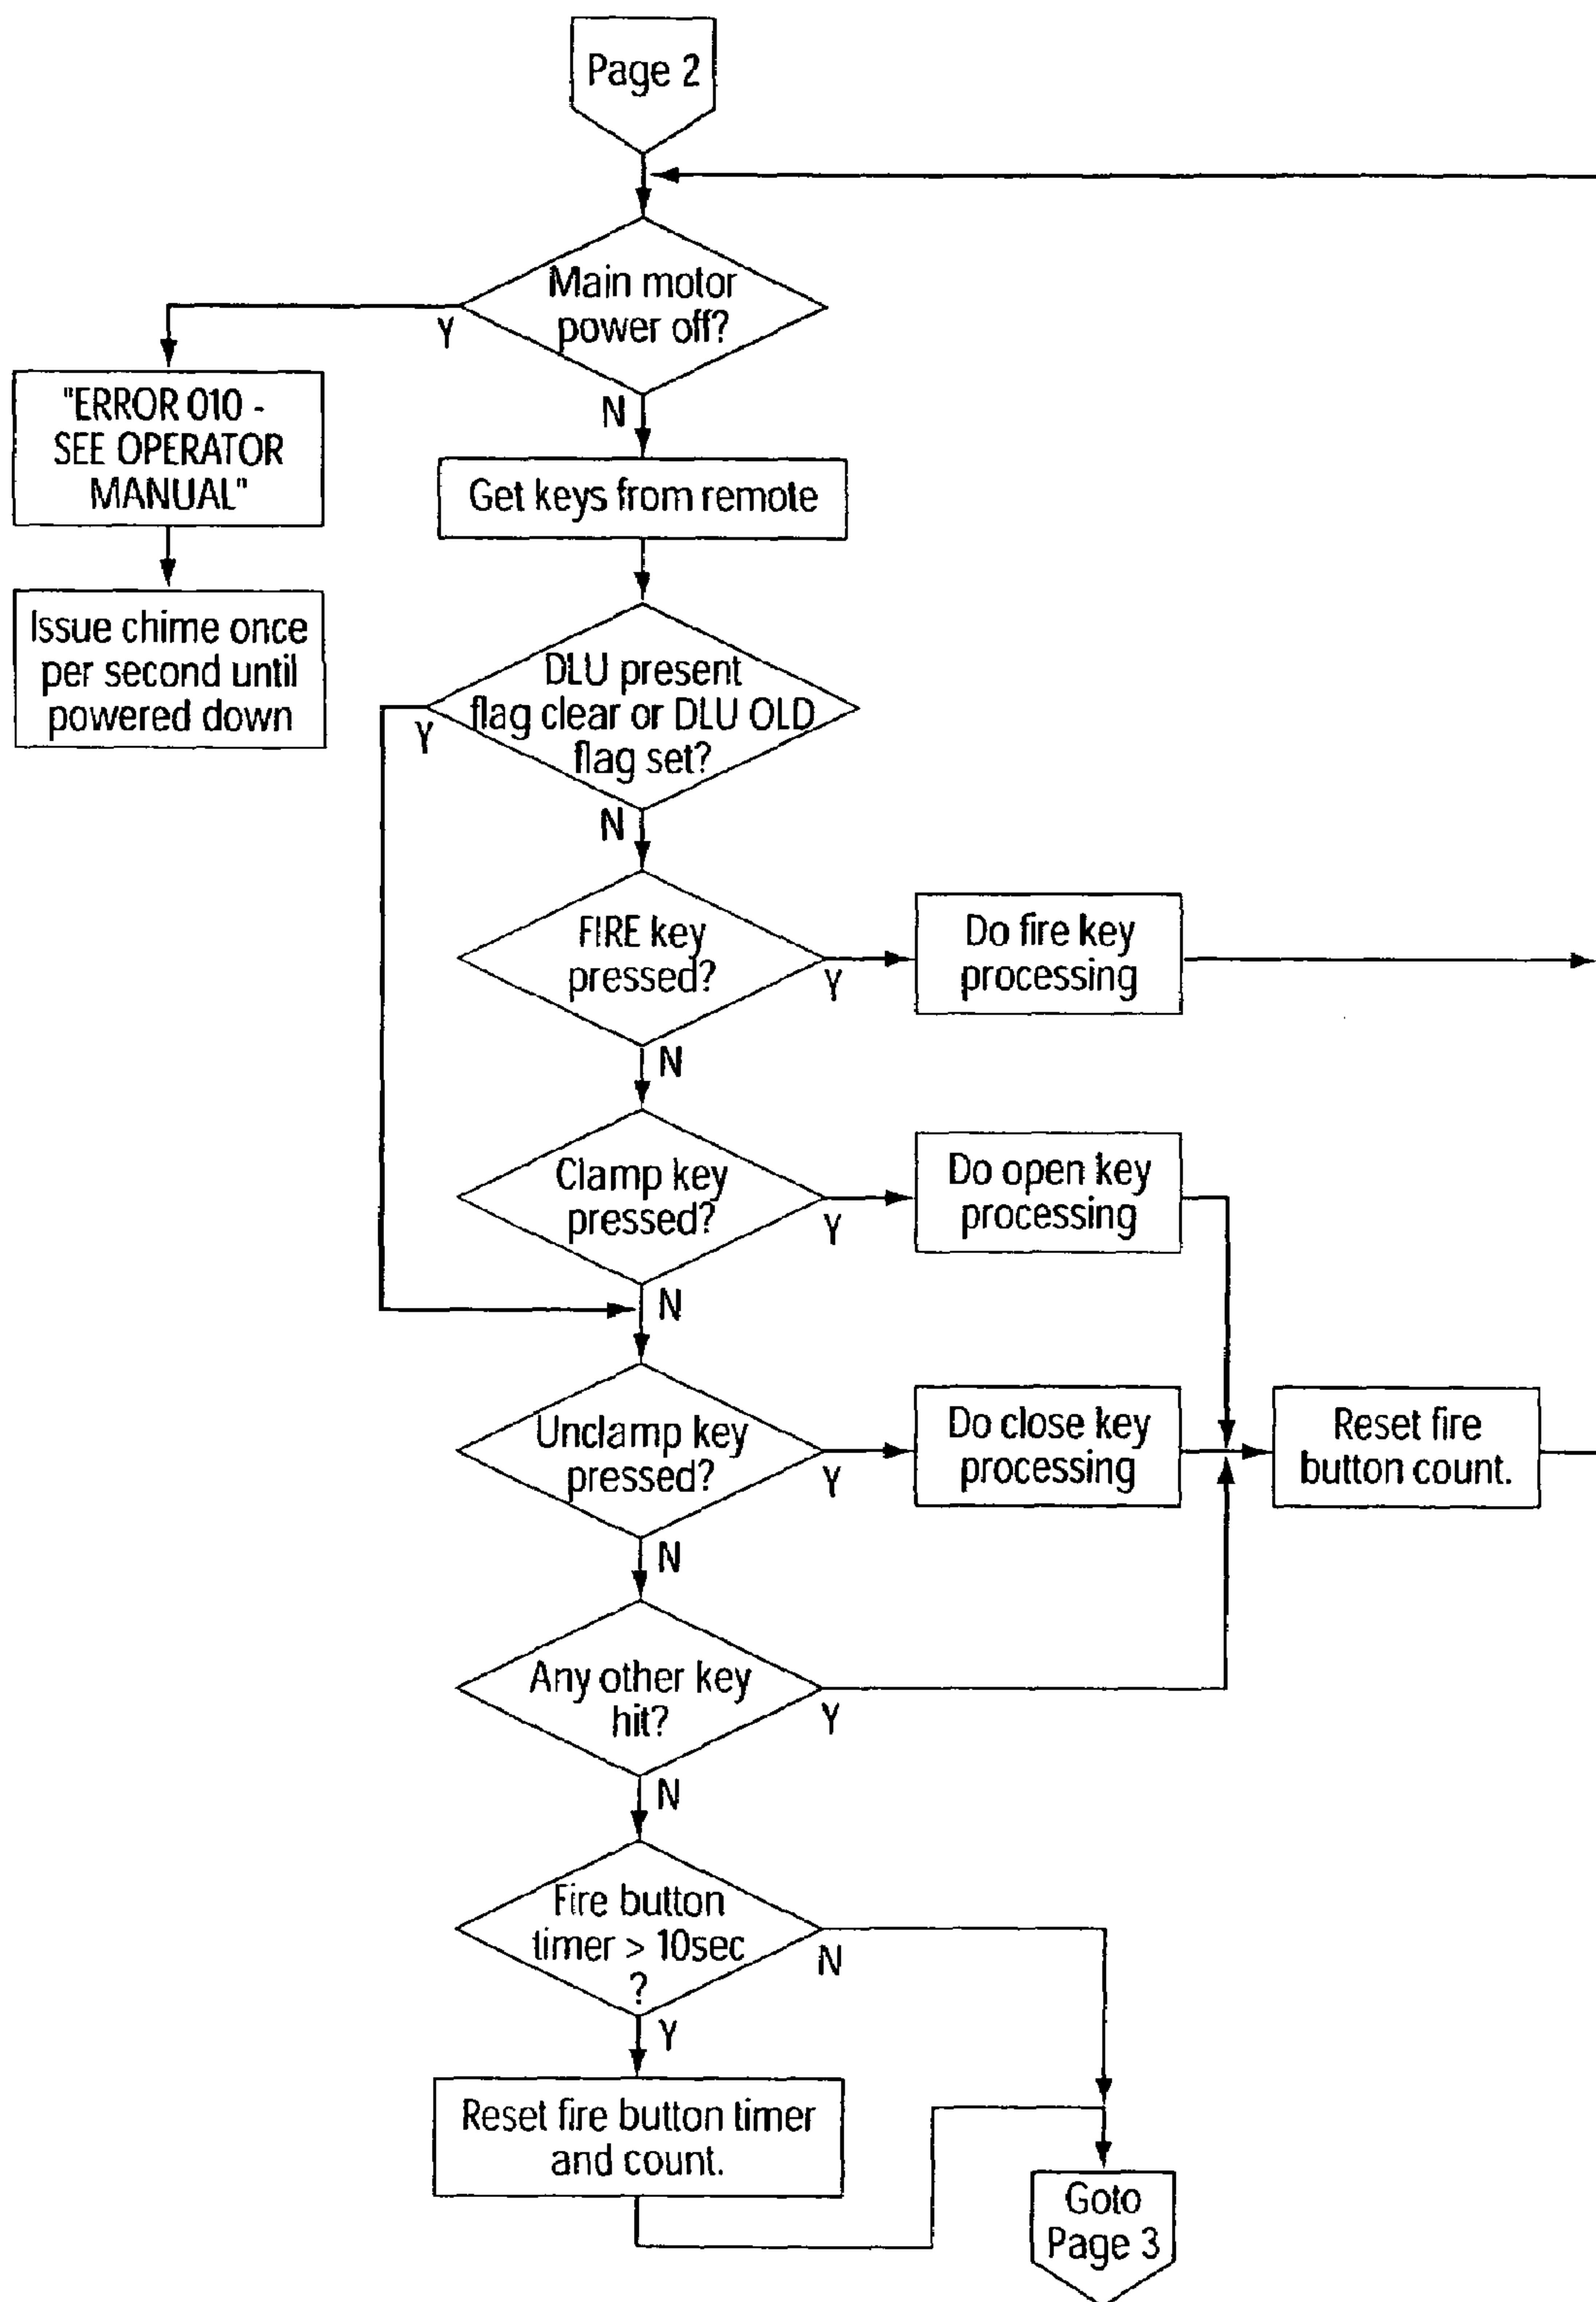 Page 2
Main motor
power off?
Y
N
"ERROR 010 -
SEE OPERATOR
MANUAL"
Get keys from remote
Issue chime once
per second until
powered down
DLU present
flag clear or DLU OLD
flag set?
Y
N
FIRE key
pressed?
Y
Do fire key
processing
N
Clamp key
pressed?
Y
Do open key
processing
N
Unclamp key
pressed?
Y
Do close key
processing
Reset fire
button count.
N
Any other key
hit?
Y
N
Fire button
timer > 10sec
?
N
Y
Reset fire button timer
and count.
Goto
Page 3